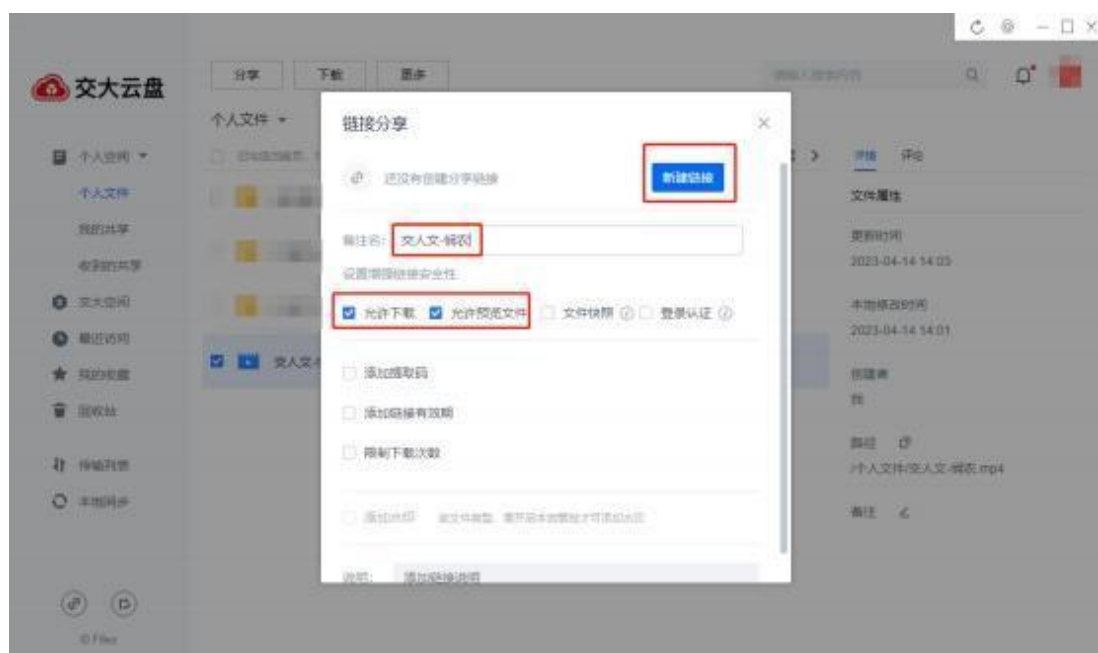 交大云盘
分享 下载 更多
个人文件
链接分享
个人空间
还没有创建分享链接
新建链接
详情 评论
个人文件
文件属性
我的共享
备注名: 交人文-稠农
更新时间
收到的共享
设置增强链接安全性
2023-04-14 14:03
交大空间
允许下载 允许预览文件 文件快照 登录认证
本地修改时间
最近访问
2023-04-14 14:01
我的收藏
交人文-
添加提取码
创建者
回收站
添加链接有效期
我
限制下载次数
路径
传输列表
/个人文件/交人文-稠农.mp4
本地同步
添加水印
备注
说明: 添加链接说明